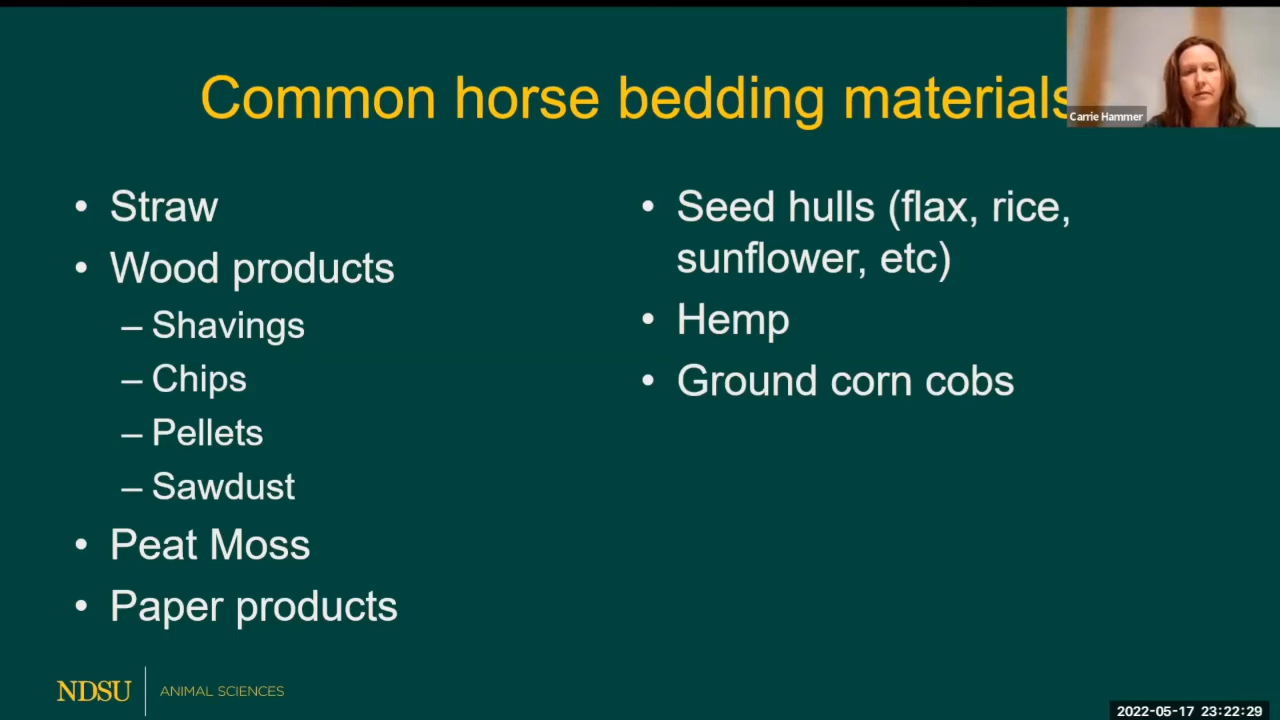 Common horse bedding materials
Carrie Hammer
• Straw
• Wood products
– Shavings
– Chips
– Pellets
– Sawdust
• Peat Moss
• Paper products
• Seed hulls (flax, rice,
sunflower, etc)
• Hemp
• Ground corn cobs
NDSU
ANIMAL SCIENCES
2022-05-17 23:22:29